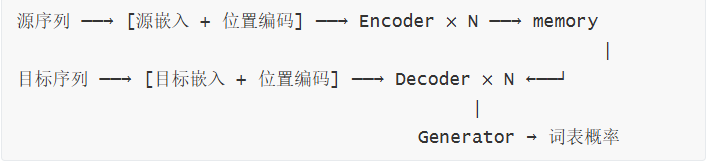 源序列 ──→ [源嵌入 + 位置编码] ──→ Encoder × N ──→ memory
|
目标序列 ──→ [目标嵌入 + 位置编码] ──→ Decoder × N ←──┘
|
Generator → 词表概率